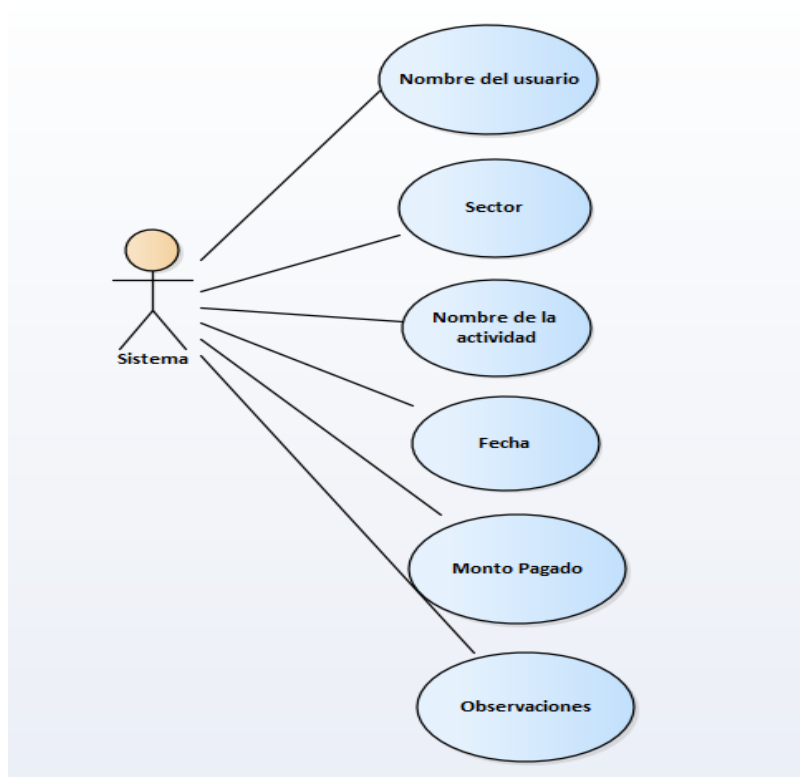 Nombre del usuario
Sector
Nombre de la
actividad
Sistema
Fecha
Monto Pagado
Observaciones